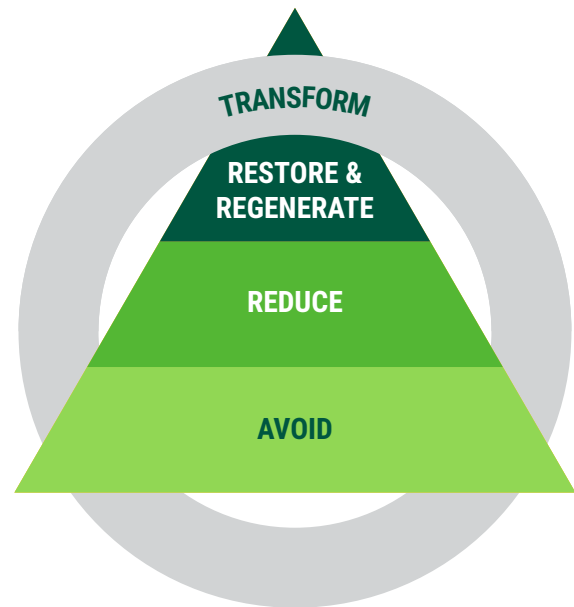 TRANSFORM
RESTORE &
REGENERATE
REDUCE
AVOID